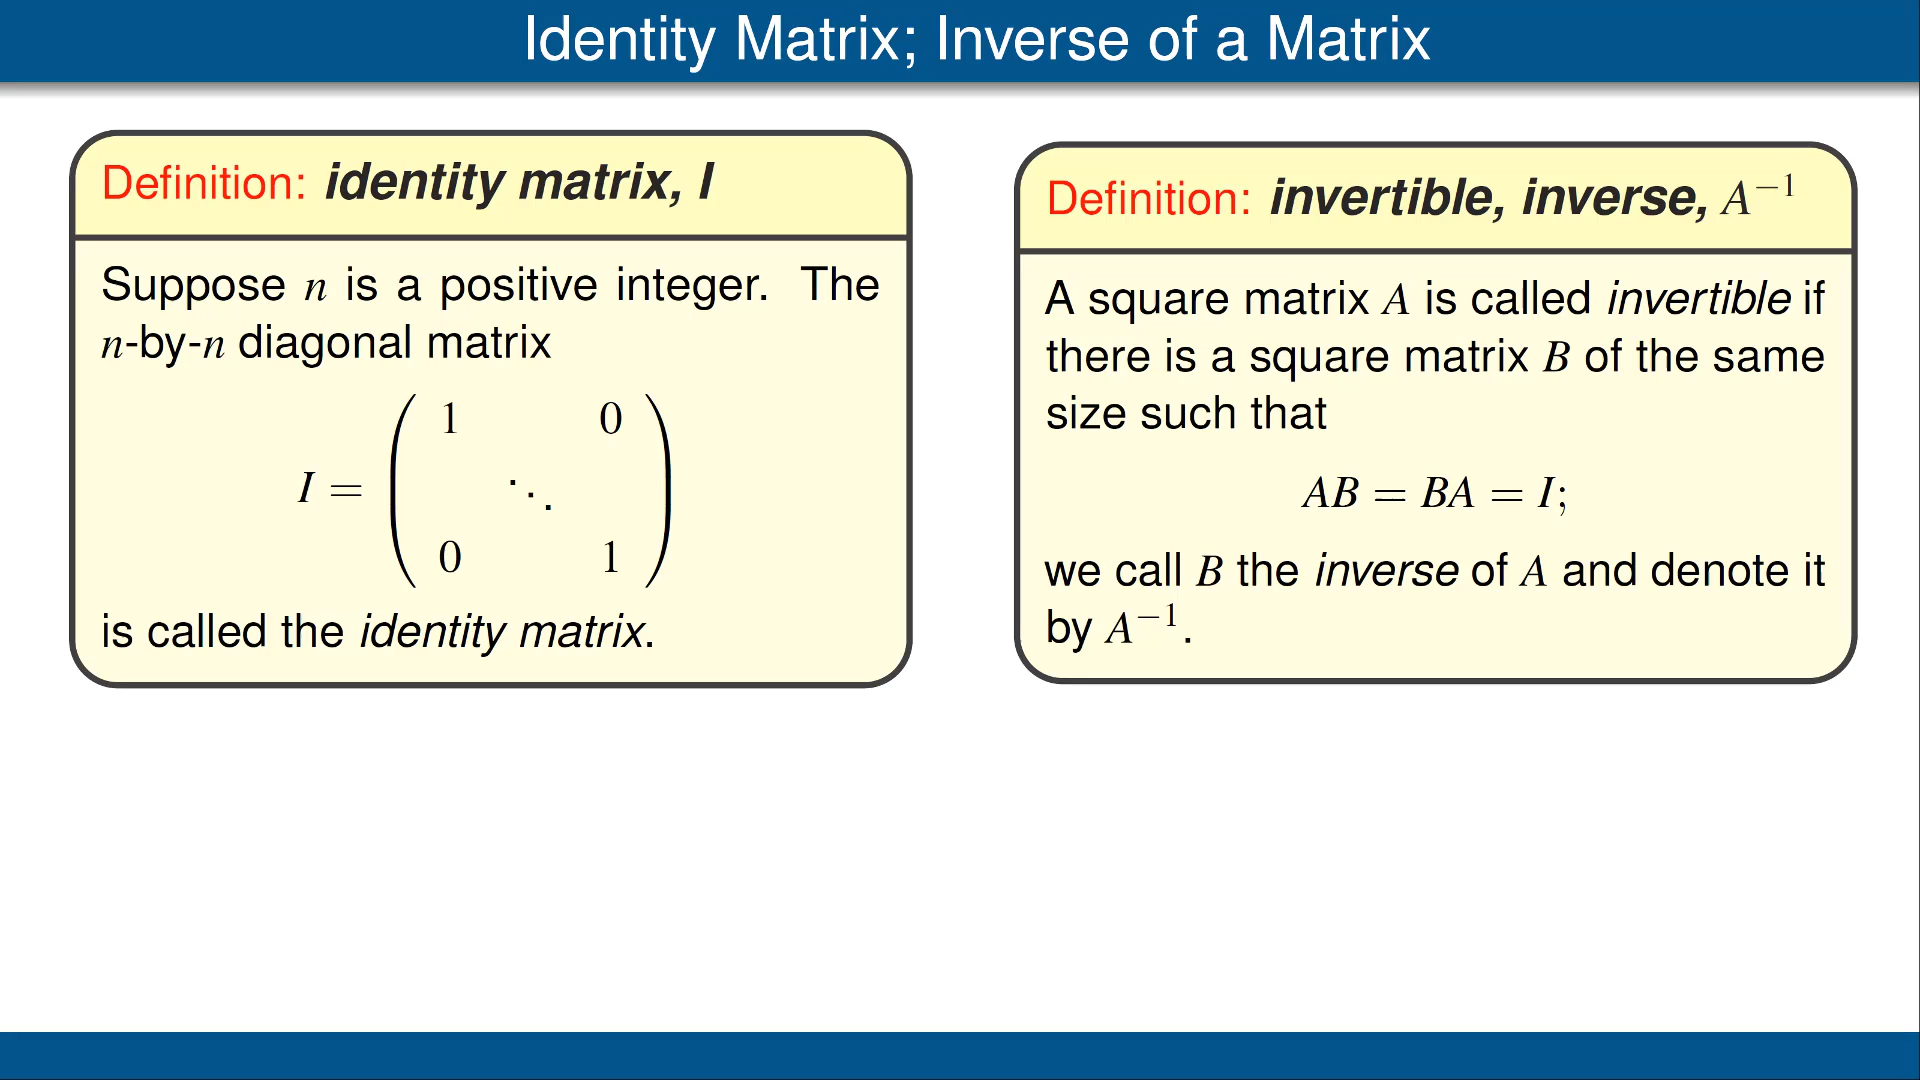 Identity Matrix; Inverse of a Matrix
Definition: identity matrix, I
Suppose n is a positive integer. The
n-by-n diagonal matrix
1 0
I = ( ⋱ )
0 1
is called the identity matrix.
Definition: invertible, inverse, A⁻¹
A square matrix A is called invertible if
there is a square matrix B of the same
size such that
AB = BA = I;
we call B the inverse of A and denote it
by A⁻¹.